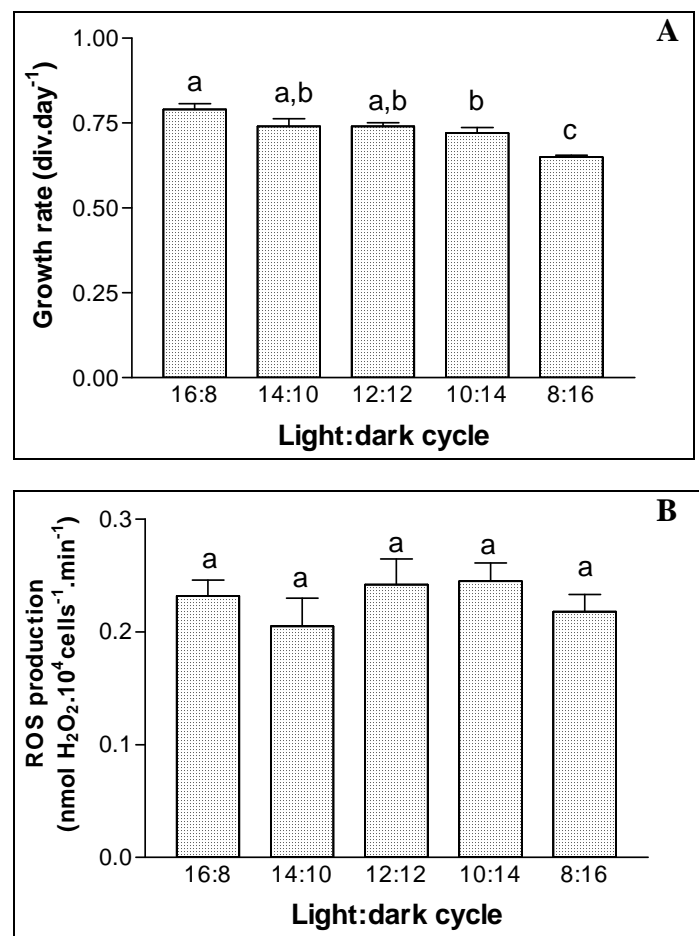 A
1.00
0.75
0.50
0.25
0.00
Growth rate (div.day⁻¹)
a
a,b
a,b
b
c
16:8 14:10 12:12 10:14 8:16
Light:dark cycle
B
0.3
0.2
0.1
0.0
ROS production
(nmol H₂O₂.10⁴cells⁻¹.min⁻¹)
a
a
a
a
a
16:8 14:10 12:12 10:14 8:16
Light:dark cycle